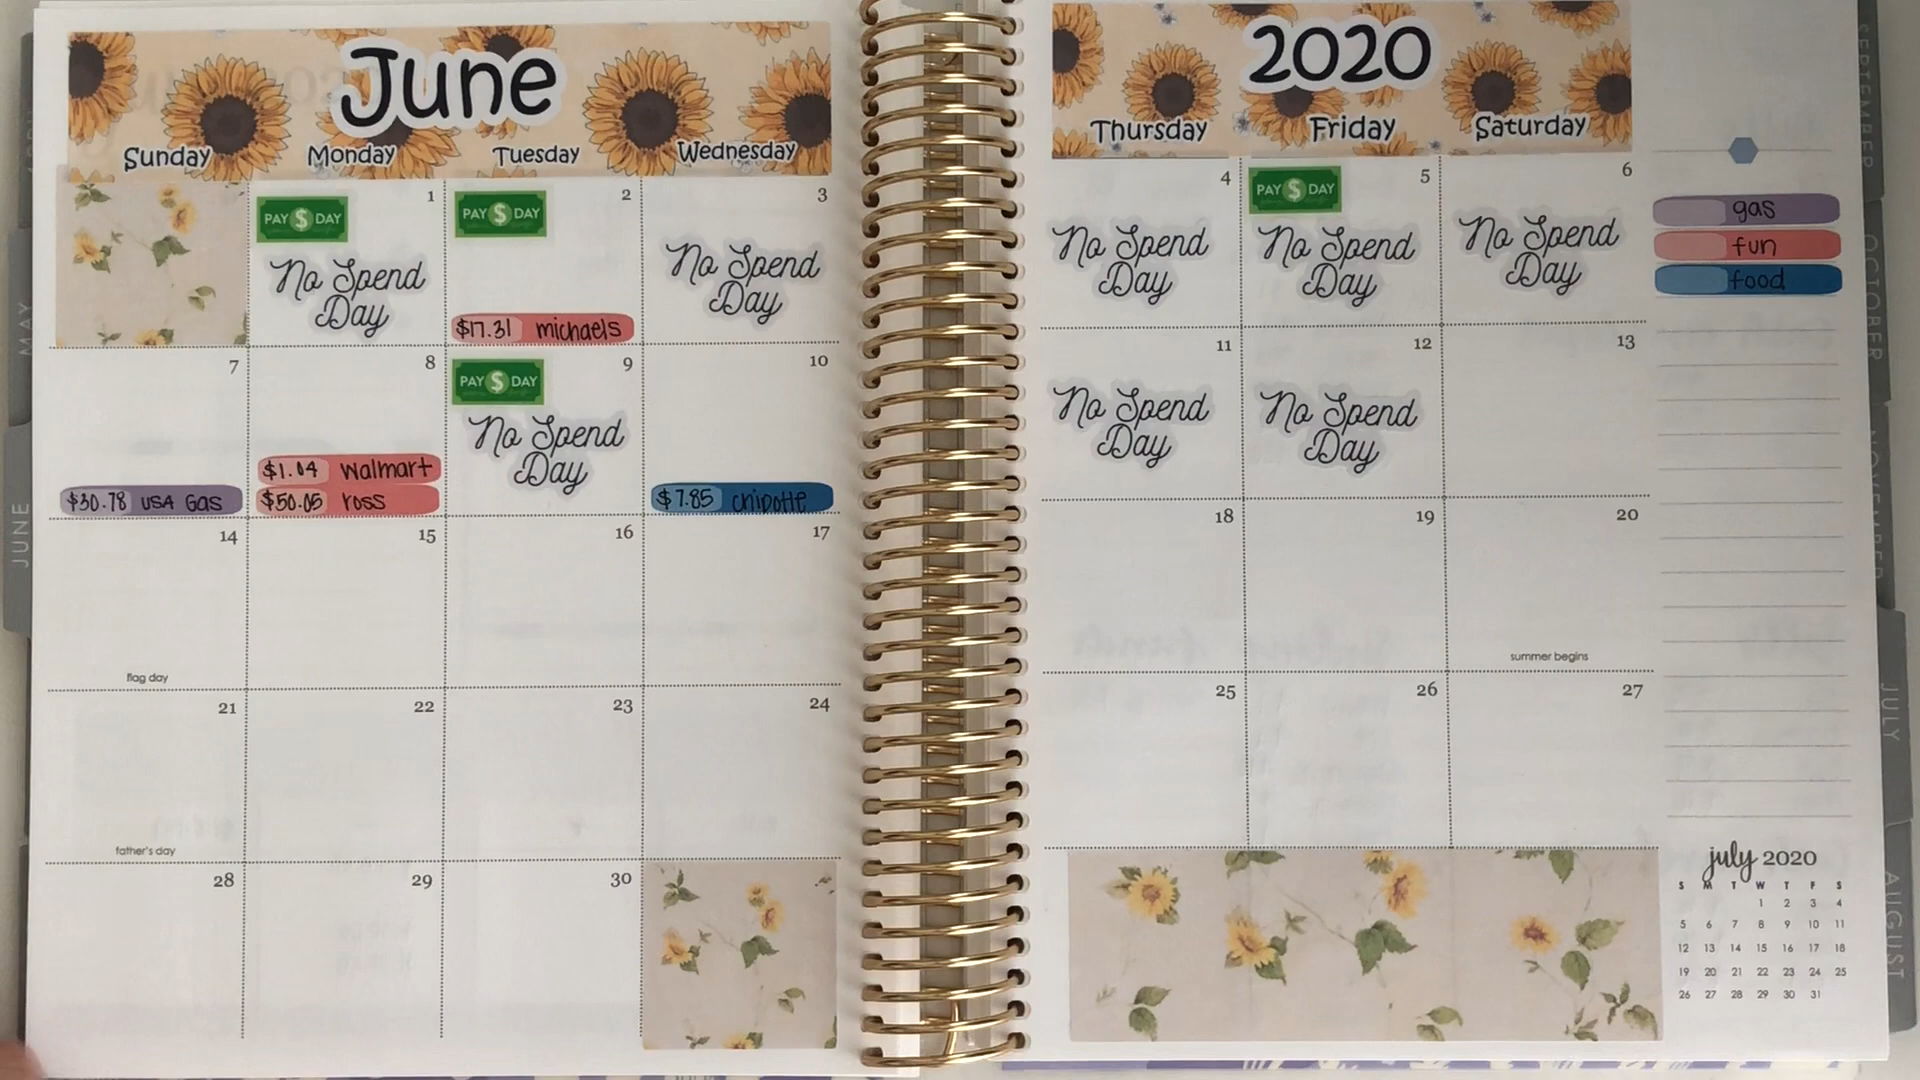 June
2020
Sunday
Monday
Tuesday
Wednesday
Thursday
Friday
Saturday
1
PAY $ DAY
No Spend
Day
2
PAY $ DAY
$17.31 michaels
3
No Spend
Day
4
No Spend
Day
5
PAY $ DAY
No Spend
Day
6
No Spend
Day
gas
fun
food
7
$30.78 USA Gas
8
$1.04 walmart
$50.05 ross
9
PAY $ DAY
No Spend
Day
10
$7.85 chipotle
11
No Spend
Day
12
No Spend
Day
13
14
flag day
15
16
17
18
19
20
summer begins
21
father's day
22
23
24
25
26
27
28
29
30
july 2020
S M T W T F S
1 2 3 4
5 6 7 8 9 10 11
12 13 14 15 16 17 18
19 20 21 22 23 24 25
26 27 28 29 30 31
MAY
JUNE
SEPTEMBER
OCTOBER
NOVEMBER
JULY
AUGUST